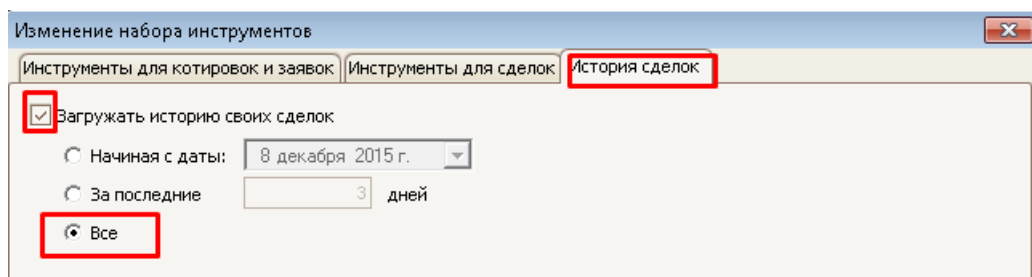 Изменение набора инструментов
Инструменты для котировок и заявок Инструменты для сделок История сделок
Загружать историю своих сделок
Начиная с даты: 8 декабря 2015 г.
За последние 3 дней
Все